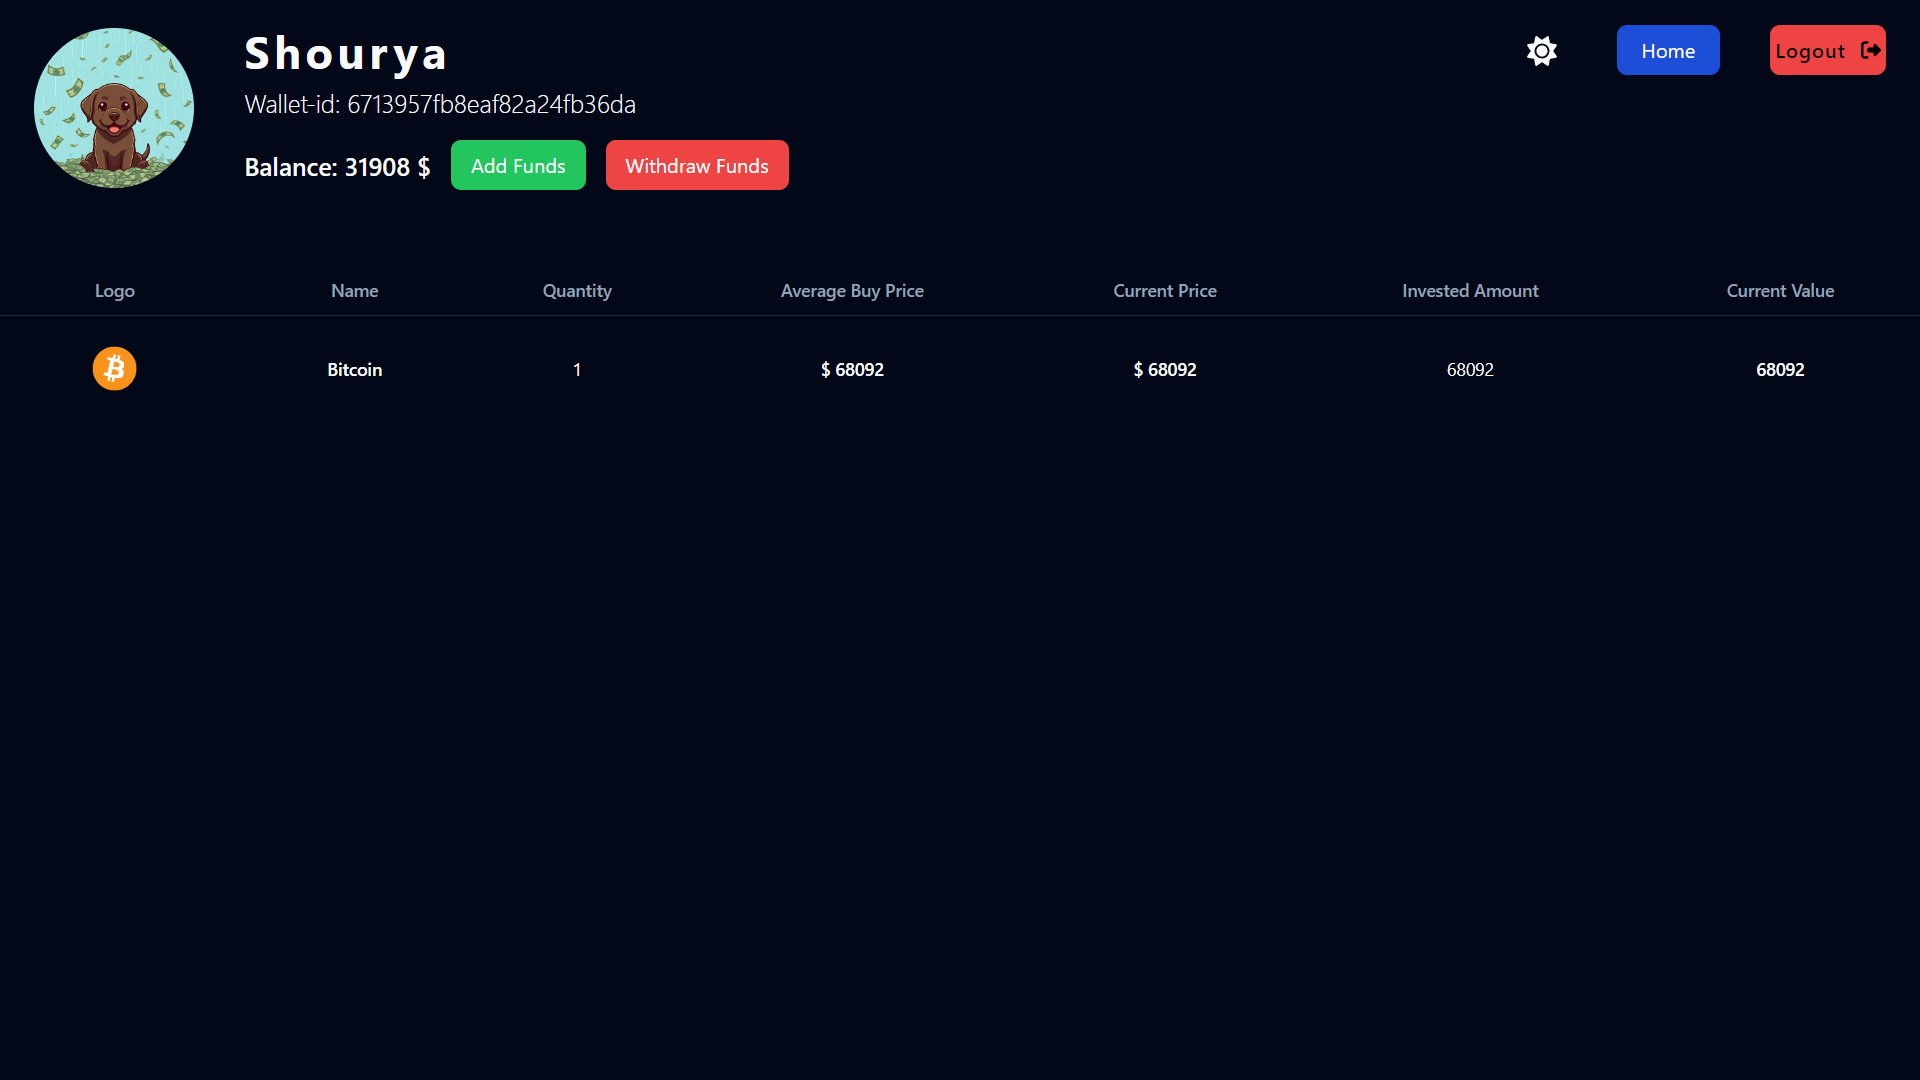 Shourya
Home
Logout
Wallet-id: 6713957fb8eaf82a24fb36da
Balance: 31908 $
Add Funds
Withdraw Funds
Logo Name Quantity Average Buy Price Current Price Invested Amount Current Value
Bitcoin 1 $ 68092 $ 68092 68092 68092